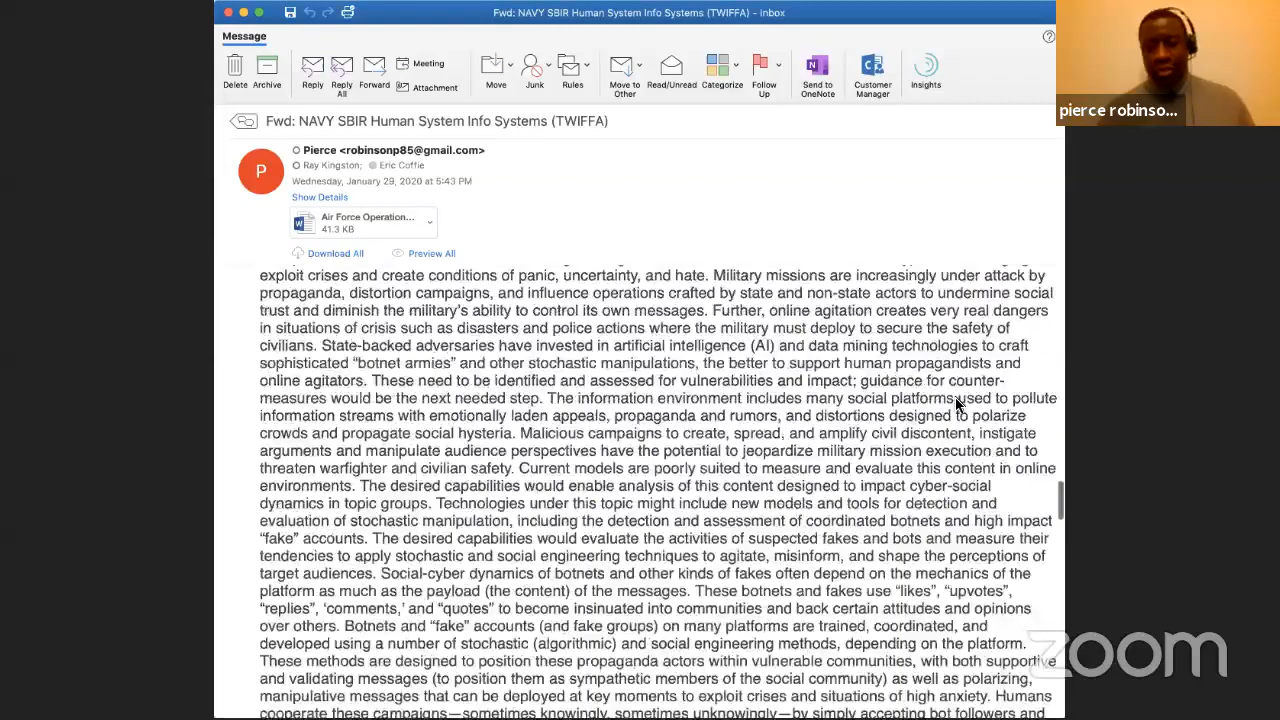 Fwd: NAVY SBIR Human System Info Systems (TWIFFA) - inbox
Message
Delete
Archive
Reply
Reply All
Forward
Meeting
Attachment
Move
Junk
Rules
Move to Other
Read/Unread
Categorize
Follow Up
Send to OneNote
Customer Manager
Insights
pierce robinso...
Fwd: NAVY SBIR Human System Info Systems (TWIFFA)
P
Pierce <robinsonp85@gmail.com>
Ray Kingston; Eric Coffie
Wednesday, January 29, 2020 at 5:43 PM
Show Details
Air Force Operation...
41.3 KB
Download All
Preview All
exploit crises and create conditions of panic, uncertainty, and hate. Military missions are increasingly under attack by
propaganda, distortion campaigns, and influence operations crafted by state and non-state actors to undermine social
trust and diminish the military's ability to control its own messages. Further, online agitation creates very real dangers
in situations of crisis such as disasters and police actions where the military must deploy to secure the safety of
civilians. State-backed adversaries have invested in artificial intelligence (AI) and data mining technologies to craft
sophisticated “botnet armies” and other stochastic manipulations, the better to support human propagandists and
online agitators. These need to be identified and assessed for vulnerabilities and impact; guidance for counter-
measures would be the next needed step. The information environment includes many social platforms used to pollute
information streams with emotionally laden appeals, propaganda and rumors, and distortions designed to polarize
crowds and propagate social hysteria. Malicious campaigns to create, spread, and amplify civil discontent, instigate
arguments and manipulate audience perspectives have the potential to jeopardize military mission execution and to
threaten warfighter and civilian safety. Current models are poorly suited to measure and evaluate this content in online
environments. The desired capabilities would enable analysis of this content designed to impact cyber-social
dynamics in topic groups. Technologies under this topic might include new models and tools for detection and
evaluation of stochastic manipulation, including the detection and assessment of coordinated botnets and high impact
“fake” accounts. The desired capabilities would evaluate the activities of suspected fakes and bots and measure their
tendencies to apply stochastic and social engineering techniques to agitate, misinform, and shape the perceptions of
target audiences. Social-cyber dynamics of botnets and other kinds of fakes often depend on the mechanics of the
platform as much as the payload (the content) of the messages. These botnets and fakes use “likes”, “upvotes”,
“replies”, ‘comments,’ and “quotes” to become insinuated into communities and back certain attitudes and opinions
over others. Botnets and “fake” accounts (and fake groups) on many platforms are trained, coordinated, and
developed using a number of stochastic (algorithmic) and social engineering methods, depending on the platform.
These methods are designed to position these propaganda actors within vulnerable communities, with both supportive
and validating messages (to position them as sympathetic members of the social community) as well as polarizing,
manipulative messages that can be deployed at key moments to exploit crises and situations of high anxiety. Humans
cooperate these campaigns—sometimes knowingly, sometimes unknowingly—by simply accepting bot followers and
zoom